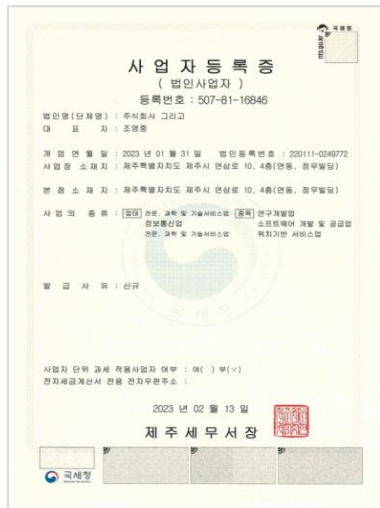 국세청
nts.go.kr
사업자등록증
( 법인사업자 )
등록번호 : 507-81-16846
법인명(단체명) : 주식회사 그리고
대 표 자 : 조영중
개 업 연 월 일 : 2023 년 01 월 31 일 법인등록번호 : 220111-0249772
사업장 소재지 : 제주특별자치도 제주시 연삼로 10, 4층(연동, 정우빌딩)
본 점 소 재 지 : 제주특별자치도 제주시 연삼로 10, 4층(연동, 정우빌딩)
사 업 의 종 류 : 업태 전문, 과학 및 기술서비스업 종목 연구개발업
정보통신업 소프트웨어 개발 및 공급업
전문, 과학 및 기술서비스업 위치기반 서비스업
발 급 사 유 : 신규
사업자 단위 과세 적용사업자 여부 : 여( ) 부(∨)
전자세금계산서 전용 전자우편주소 :
2023 년 02 월 13 일
제 주 세 무 서 장
국세청